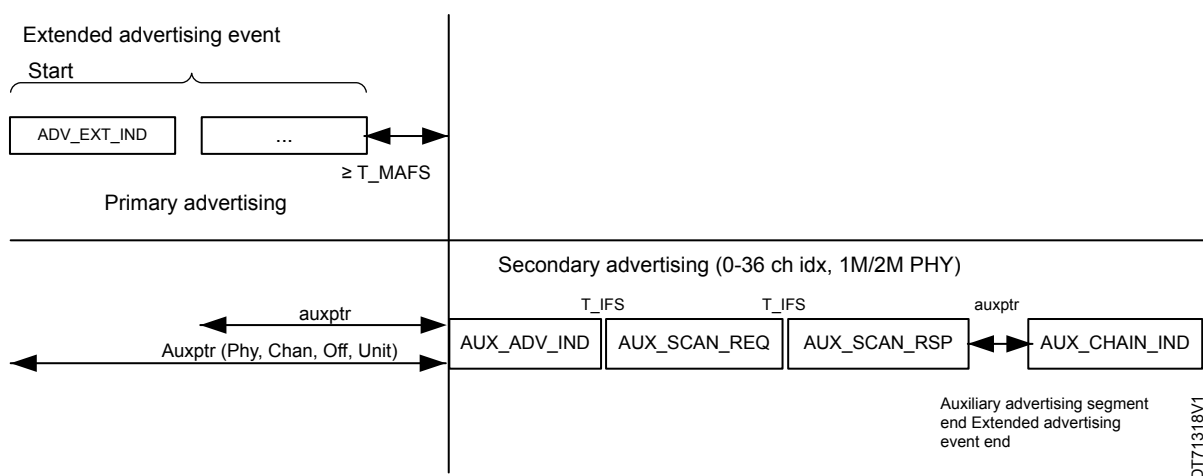 Extended advertising event
Start
ADV_EXT_IND
...
≥ T_MAFS
Primary advertising
Secondary advertising (0-36 ch idx, 1M/2M PHY)
auxptr
T_IFS
T_IFS
auxptr
Auxptr (Phy, Chan, Off, Unit)
AUX_ADV_IND
AUX_SCAN_REQ
AUX_SCAN_RSP
AUX_CHAIN_IND
Auxiliary advertising segment
end Extended advertising
event end
DT71318V1